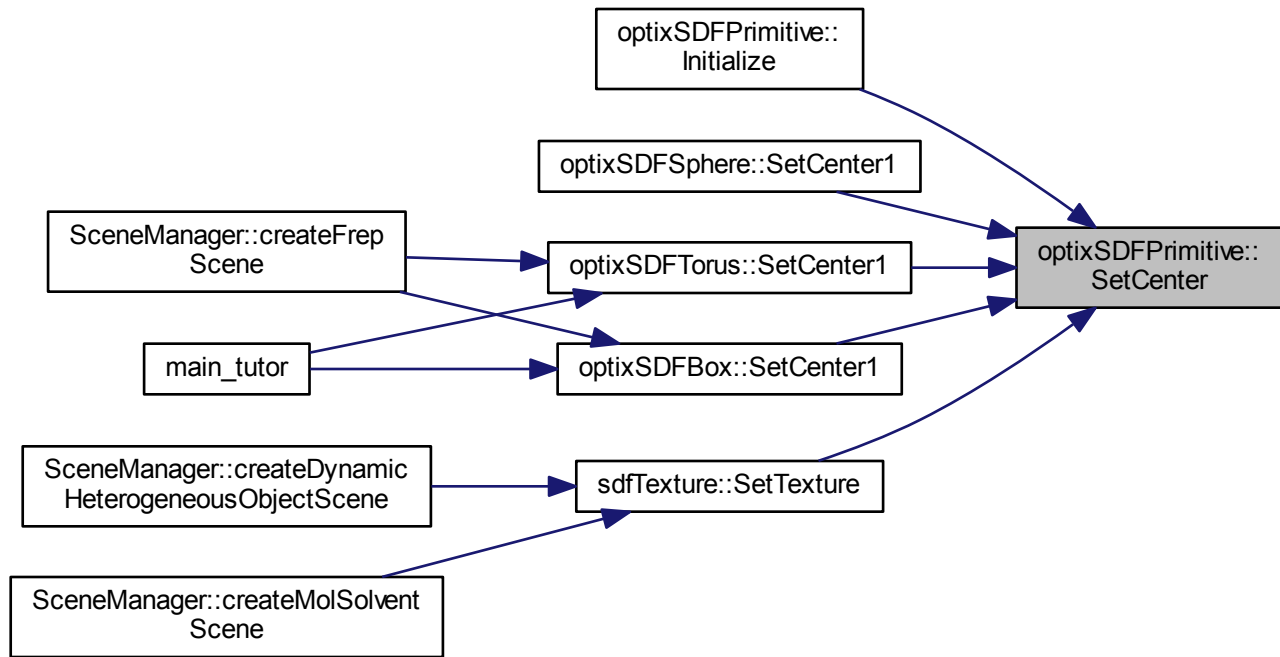 optixSDFPrimitive::
Initialize
optixSDFSphere::SetCenter1
SceneManager::createFrep
Scene
optixSDFTorus::SetCenter1
optixSDFPrimitive::
SetCenter
main_tutor
optixSDFBox::SetCenter1
SceneManager::createDynamic
HeterogeneousObjectScene
sdfTexture::SetTexture
SceneManager::createMolSolvent
Scene